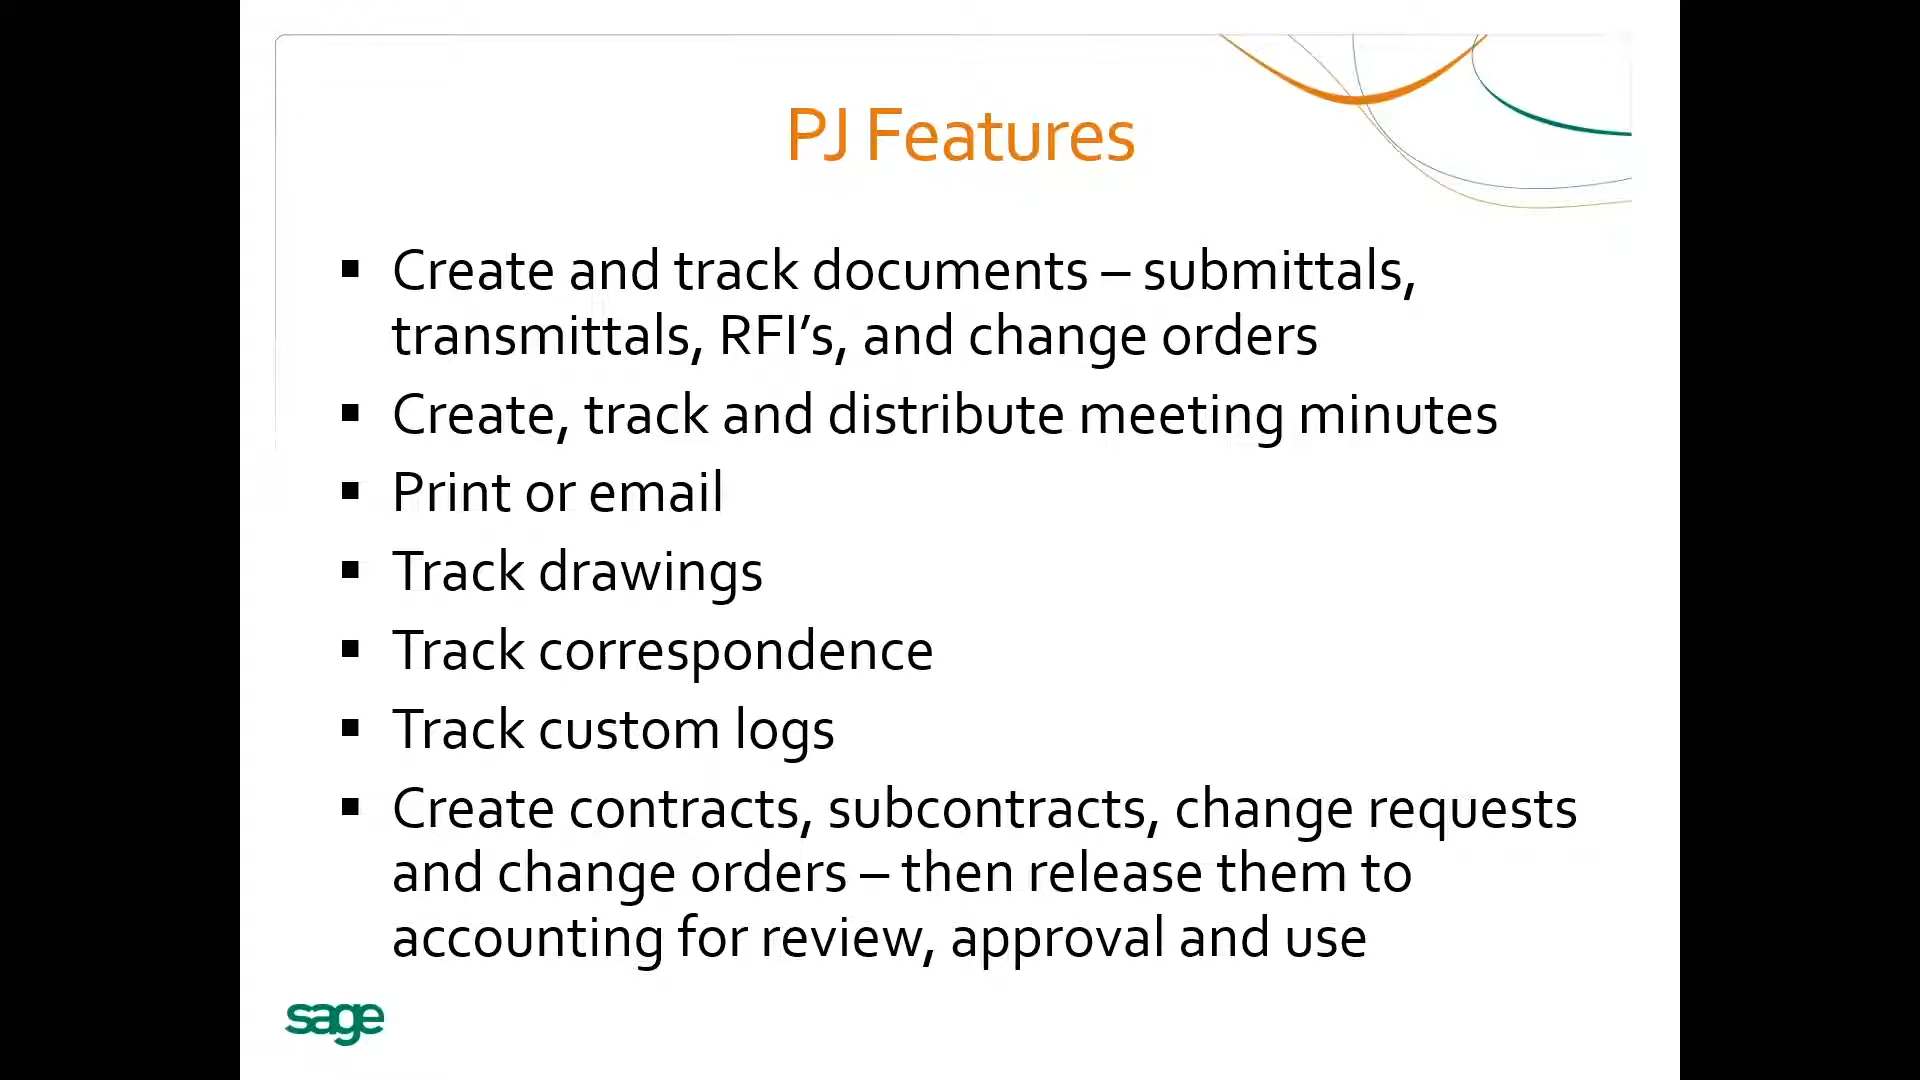 PJ Features
▪ Create and track documents – submittals,
transmittals, RFI’s, and change orders
▪ Create, track and distribute meeting minutes
▪ Print or email
▪ Track drawings
▪ Track correspondence
▪ Track custom logs
▪ Create contracts, subcontracts, change requests
and change orders – then release them to
accounting for review, approval and use
sage